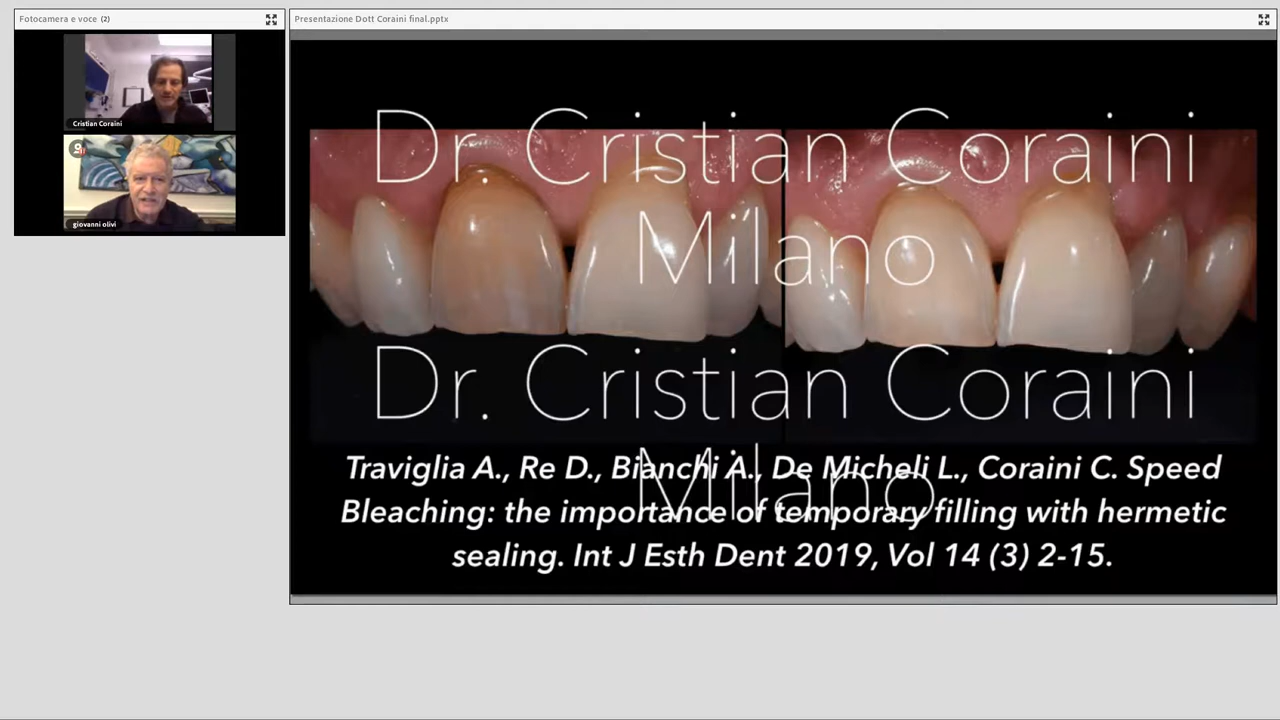 Fotocamera e voce (2)
Cristian Coraini
giovanni olivi
Presentazione Dott Coraini final.pptx
Dr. Cristian Coraini
Milano
Dr. Cristian Coraini
Milano
Traviglia A., Re D., Bianchi A., De Micheli L., Coraini C. Speed
Bleaching: the importance of temporary filling with hermetic
sealing. Int J Esth Dent 2019, Vol 14 (3) 2-15.